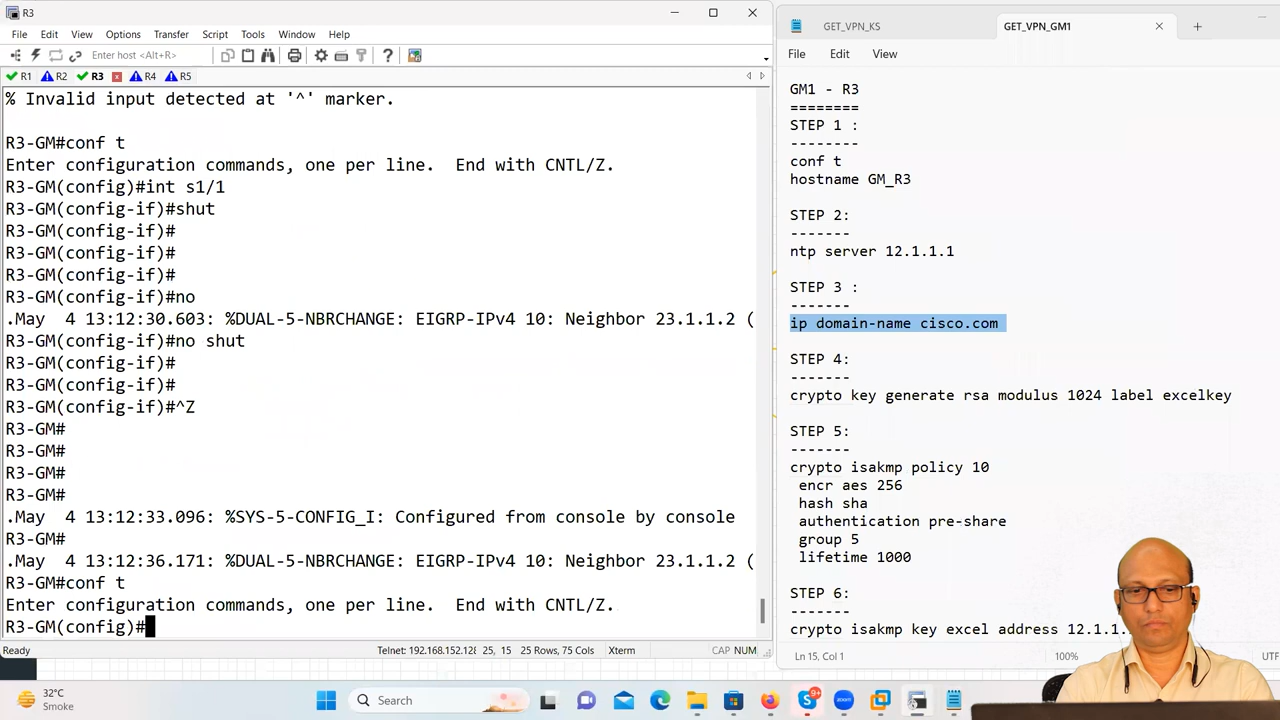 R3
File Edit View Options Transfer Script Tools Window Help
Enter host <Alt+R>
R1 R2 R3 R4 R5
% Invalid input detected at '^' marker.
R3-GM#conf t
Enter configuration commands, one per line.  End with CNTL/Z.
R3-GM(config)#int s1/1
R3-GM(config-if)#shut
R3-GM(config-if)#
R3-GM(config-if)#
R3-GM(config-if)#
R3-GM(config-if)#no
.May  4 13:12:30.603: %DUAL-5-NBRCHANGE: EIGRP-IPv4 10: Neighbor 23.1.1.2 (
R3-GM(config-if)#no shut
R3-GM(config-if)#
R3-GM(config-if)#
R3-GM(config-if)#^Z
R3-GM#
R3-GM#
R3-GM#
R3-GM#
.May  4 13:12:33.096: %SYS-5-CONFIG_I: Configured from console by console
R3-GM#
.May  4 13:12:36.171: %DUAL-5-NBRCHANGE: EIGRP-IPv4 10: Neighbor 23.1.1.2 (
R3-GM#conf t
Enter configuration commands, one per line.  End with CNTL/Z.
R3-GM(config)#
Ready Telnet: 192.168.152.128 25, 15 25 Rows, 75 Cols Xterm CAP NUM
GET_VPN_KS GET_VPN_GM1
File Edit View
GM1 - R3
========
STEP 1 :
--------
conf t
hostname GM_R3
STEP 2:
-------
ntp server 12.1.1.1
STEP 3 :
-------
ip domain-name cisco.com
STEP 4:
-------
crypto key generate rsa modulus 1024 label excelkey
STEP 5:
-------
crypto isakmp policy 10
encr aes 256
hash sha
authentication pre-share
group 5
lifetime 1000
STEP 6:
-------
crypto isakmp key excel address 12.1.1.
Ln 15, Col 1 100% UTF
32°C
Smoke
Search
9+
zoom